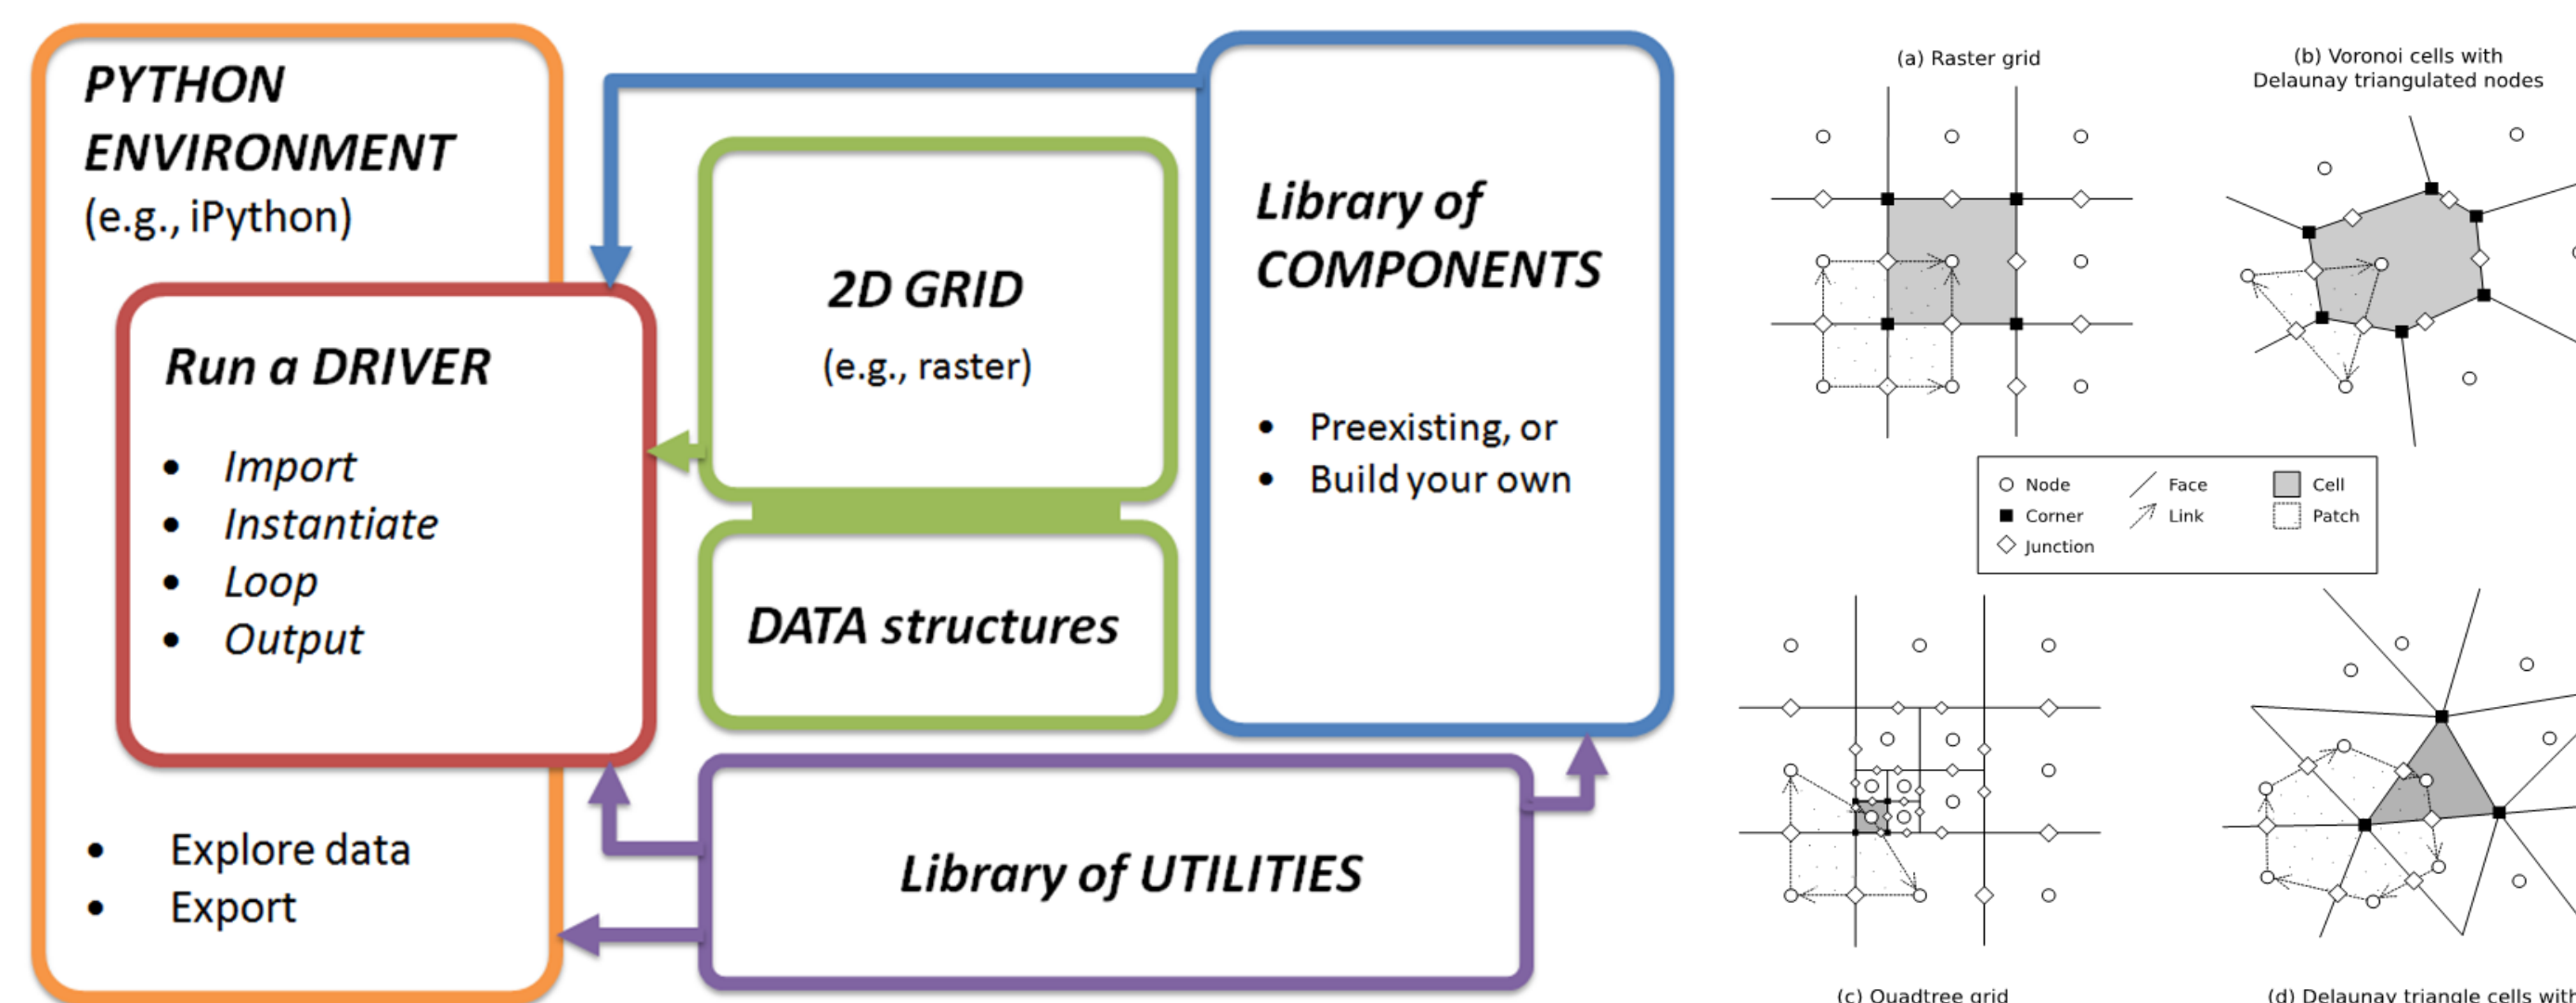 PYTHON
ENVIRONMENT
(e.g., iPython)
Run a DRIVER
• Import
• Instantiate
• Loop
• Output
• Explore data
• Export
2D GRID
(e.g., raster)
DATA structures
Library of
COMPONENTS
• Preexisting, or
• Build your own
Library of UTILITIES
(a) Raster grid
(b) Voronoi cells with
Delaunay triangulated nodes
Node
Face
Cell
Corner
Link
Patch
Junction
(c) Quadtree grid
(d) Delaunay triangle cells with